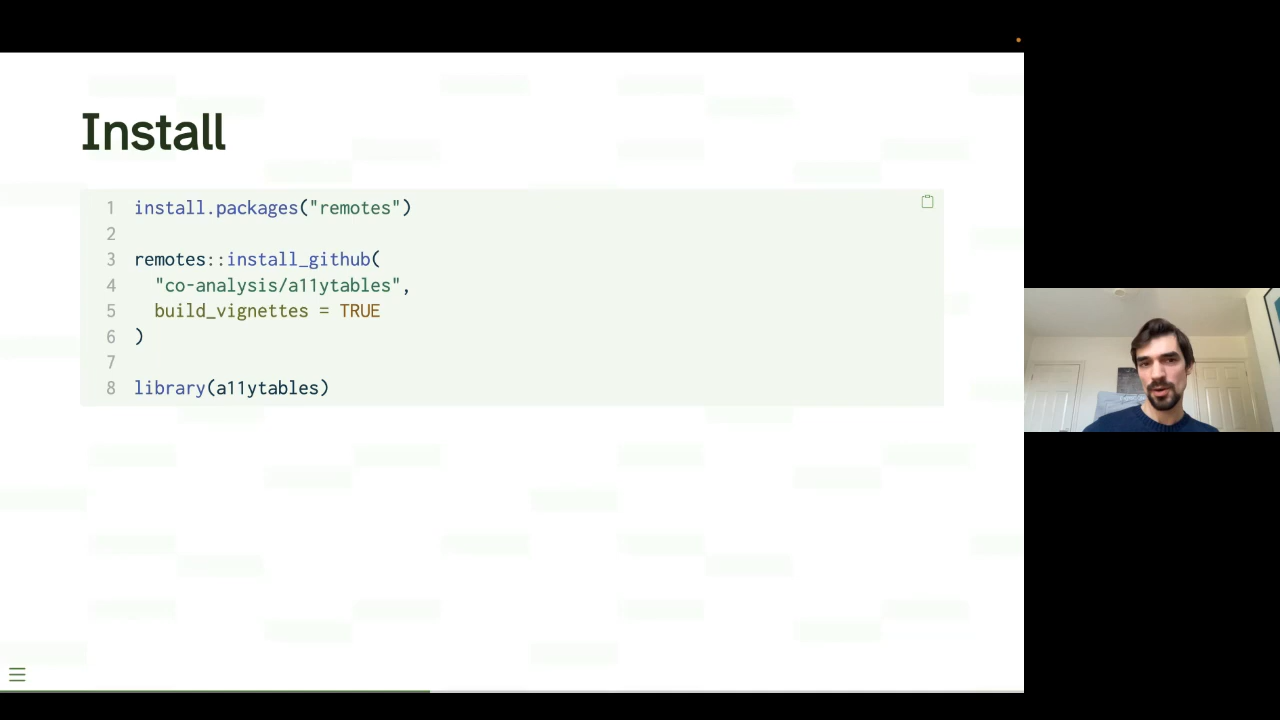 Install
1 install.packages("remotes")
2
3 remotes::install_github(
4   "co-analysis/a11ytables",
5   build_vignettes = TRUE
6 )
7
8 library(a11ytables)